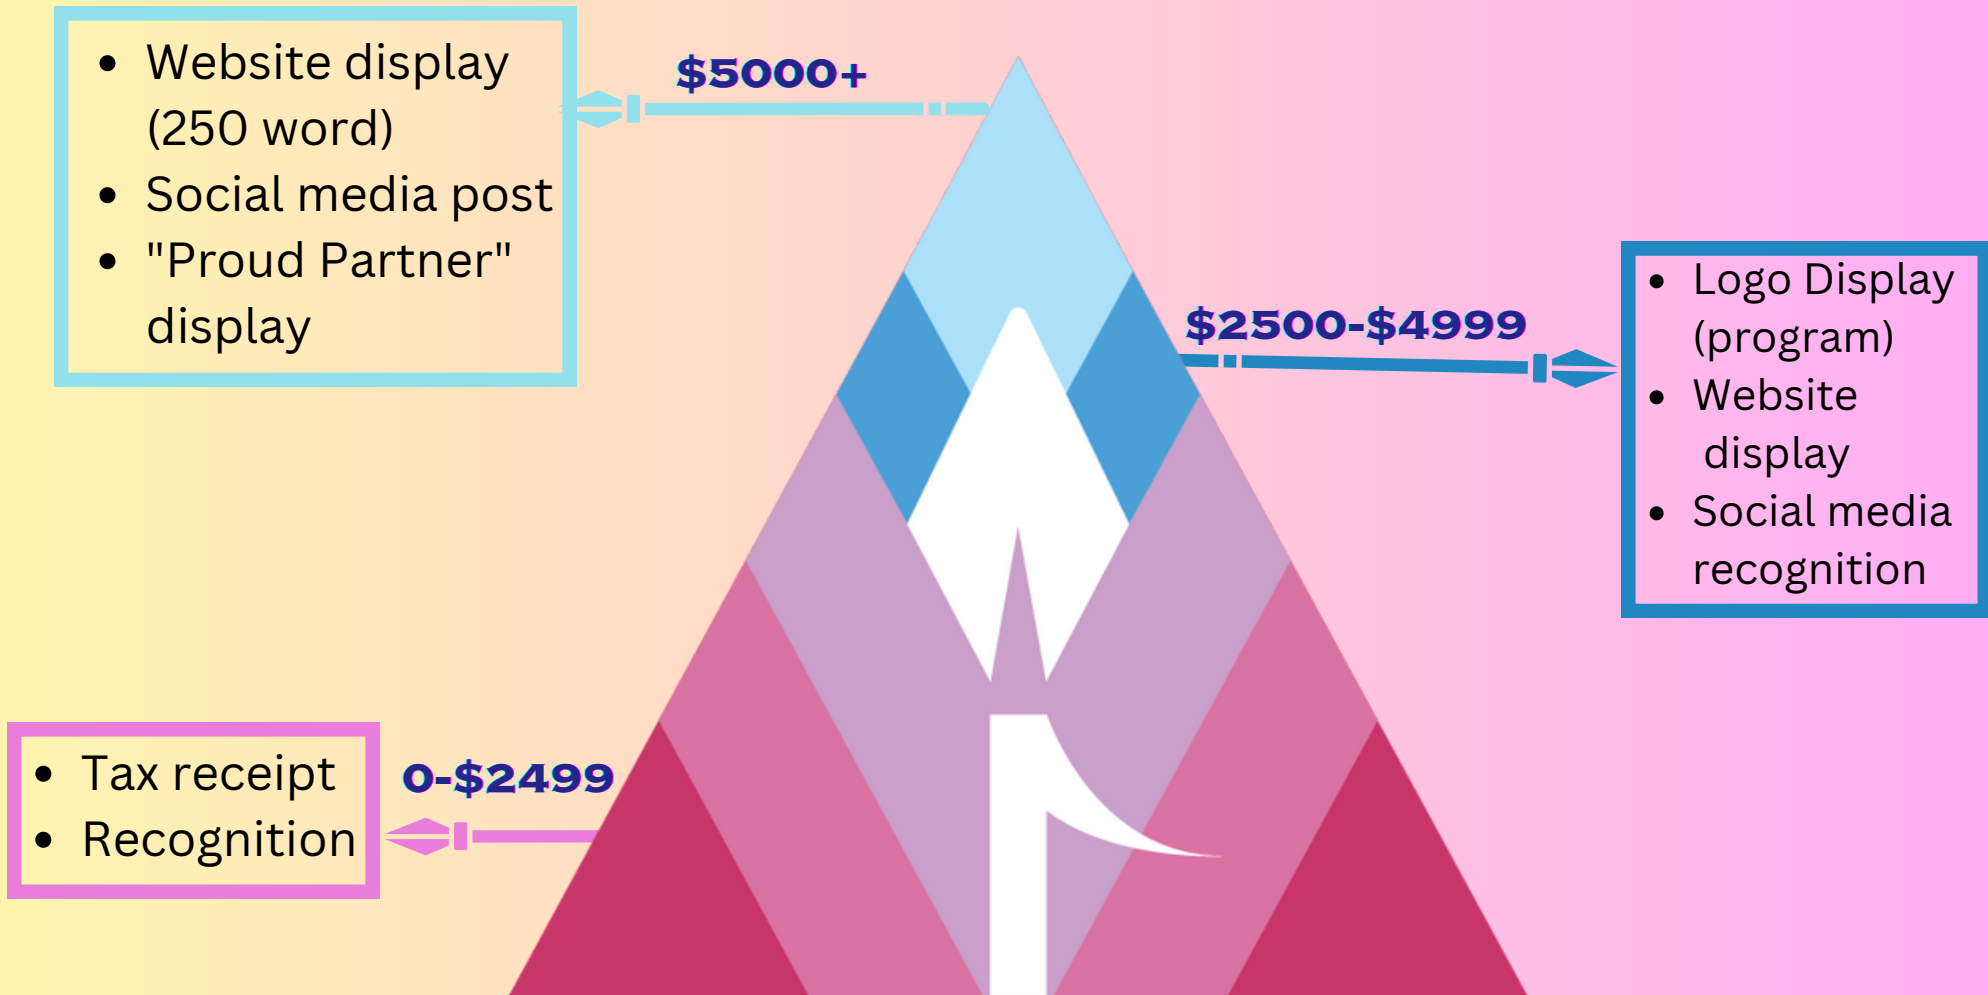 • Website display
(250 word)
• Social media post
• "Proud Partner"
display
$5000+
$2500-$4999
• Logo Display
(program)
• Website
display
• Social media
recognition
0-$2499
• Tax receipt
• Recognition